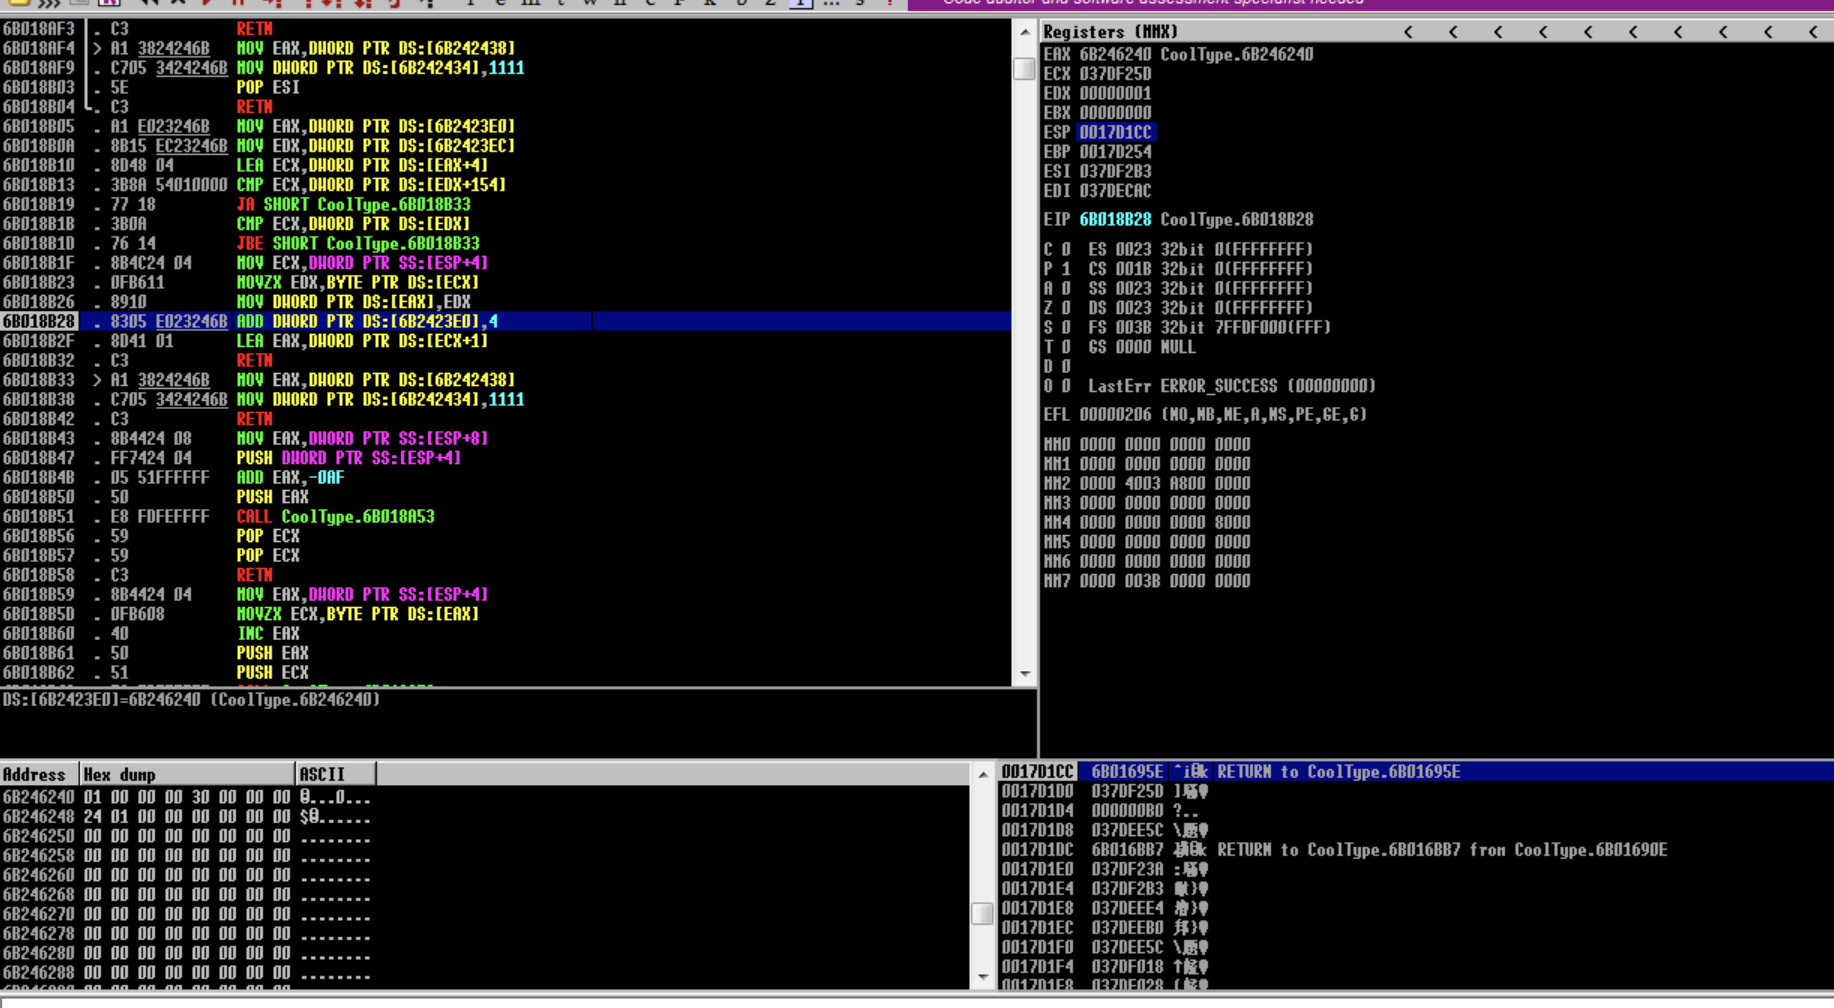 Code auditor and software assessment specialist needed
6B018AF3 . C3 RETN
6B018AF4 > A1 3824246B MOV EAX,DWORD PTR DS:[6B242438]
6B018AF9 . C705 3424246B MOV DWORD PTR DS:[6B242434],1111
6B018B03 . 5E POP ESI
6B018B04 . C3 RETN
6B018B05 . A1 E023246B MOV EAX,DWORD PTR DS:[6B2423E0]
6B018B0A . 8B15 EC23246B MOV EDX,DWORD PTR DS:[6B2423EC]
6B018B10 . 8D48 04 LEA ECX,DWORD PTR DS:[EAX+4]
6B018B13 . 3B8A 54010000 CMP ECX,DWORD PTR DS:[EDX+154]
6B018B19 . 77 18 JA SHORT CoolType.6B018B33
6B018B1B . 3B0A CMP ECX,DWORD PTR DS:[EDX]
6B018B1D . 76 14 JBE SHORT CoolType.6B018B33
6B018B1F . 8B4C24 04 MOV ECX,DWORD PTR SS:[ESP+4]
6B018B23 . 0FB611 MOVZX EDX,BYTE PTR DS:[ECX]
6B018B26 . 8910 MOV DWORD PTR DS:[EAX],EDX
6B018B28 . 8305 E023246B ADD DWORD PTR DS:[6B2423E0],4
6B018B2F . 8D41 01 LEA EAX,DWORD PTR DS:[ECX+1]
6B018B32 . C3 RETN
6B018B33 > A1 3824246B MOV EAX,DWORD PTR DS:[6B242438]
6B018B38 . C705 3424246B MOV DWORD PTR DS:[6B242434],1111
6B018B42 . C3 RETN
6B018B43 . 8B4424 08 MOV EAX,DWORD PTR SS:[ESP+8]
6B018B47 . FF7424 04 PUSH DWORD PTR SS:[ESP+4]
6B018B4B . 05 51FFFFFF ADD EAX,-0AF
6B018B50 . 50 PUSH EAX
6B018B51 . E8 FDFEFFFF CALL CoolType.6B018A53
6B018B56 . 59 POP ECX
6B018B57 . 59 POP ECX
6B018B58 . C3 RETN
6B018B59 . 8B4424 04 MOV EAX,DWORD PTR SS:[ESP+4]
6B018B5D . 0FB608 MOVZX ECX,BYTE PTR DS:[EAX]
6B018B60 . 40 INC EAX
6B018B61 . 50 PUSH EAX
6B018B62 . 51 PUSH ECX
DS:[6B2423E0]=6B246240 (CoolType.6B246240)
Registers (MMX) < < < < < < < < < <
EAX 6B246240 CoolType.6B246240
ECX 037DF25D
EDX 00000001
EBX 00000000
ESP 0017D1CC
EBP 0017D254
ESI 037DF2B3
EDI 037DECAC
EIP 6B018B28 CoolType.6B018B28
C 0 ES 0023 32bit 0(FFFFFFFF)
P 1 CS 001B 32bit 0(FFFFFFFF)
A 0 SS 0023 32bit 0(FFFFFFFF)
Z 0 DS 0023 32bit 0(FFFFFFFF)
S 0 FS 003B 32bit 7FFDF000(FFF)
T 0 GS 0000 NULL
D 0
O 0 LastErr ERROR_SUCCESS (00000000)
EFL 00000206 (NO,NB,NE,A,NS,PE,GE,G)
MM0 0000 0000 0000 0000
MM1 0000 0000 0000 0000
MM2 0000 4003 A800 0000
MM3 0000 0000 0000 0000
MM4 0000 0000 0000 8000
MM5 0000 0000 0000 0000
MM6 0000 0000 0000 0000
MM7 0000 003B 0000 0000
Address Hex dump ASCII
6B246240 01 00 00 00 30 00 00 00 ...0...
6B246248 24 01 00 00 00 00 00 00 $......
6B246250 00 00 00 00 00 00 00 00 ........
6B246258 00 00 00 00 00 00 00 00 ........
6B246260 00 00 00 00 00 00 00 00 ........
6B246268 00 00 00 00 00 00 00 00 ........
6B246270 00 00 00 00 00 00 00 00 ........
6B246278 00 00 00 00 00 00 00 00 ........
6B246280 00 00 00 00 00 00 00 00 ........
6B246288 00 00 00 00 00 00 00 00 ........
0017D1CC 6B01695E RETURN to CoolType.6B01695E
0017D1D0 037DF25D
0017D1D4 000000B0 ?..
0017D1D8 037DEE5C
0017D1DC 6B016BB7 RETURN to CoolType.6B016BB7 from CoolType.6B01690E
0017D1E0 037DF23A
0017D1E4 037DF2B3
0017D1E8 037DEEE4
0017D1EC 037DEEB0
0017D1F0 037DEE5C
0017D1F4 037DF018
0017D1F8 037DF028